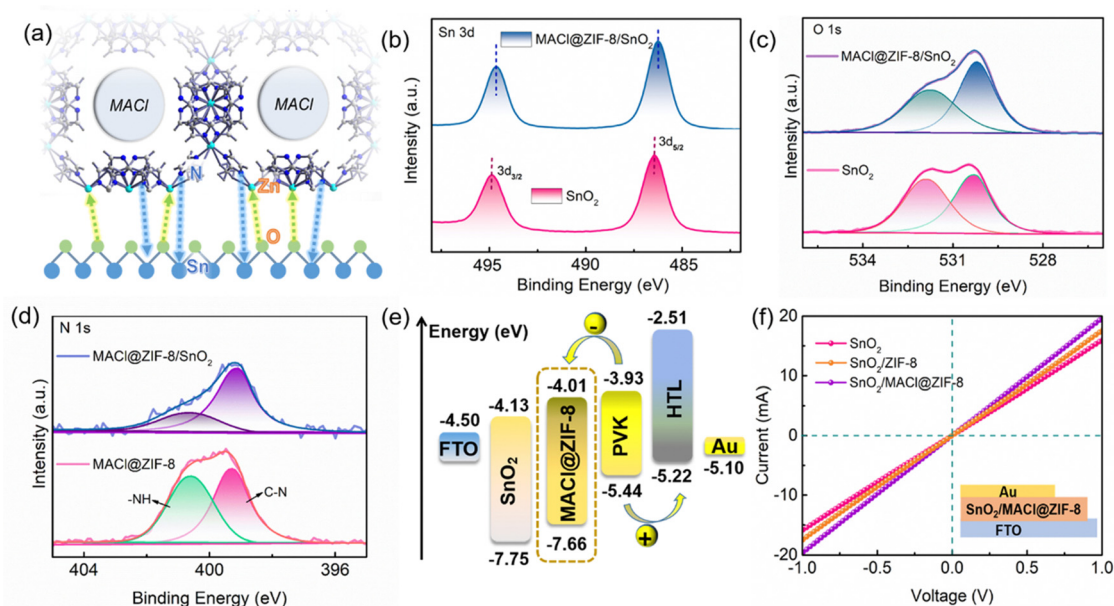 (a)
MACl
MACl
N
Zn
O
Sn
(b)
Sn 3d
MACl@ZIF-8/SnO₂
3d₃/₂
3d₅/₂
SnO₂
Intensity (a.u.)
495 490 485
Binding Energy (eV)
(c)
O 1s
MACl@ZIF-8/SnO₂
SnO₂
Intensity (a.u.)
534 531 528
Binding Energy (eV)
(d)
N 1s
MACl@ZIF-8/SnO₂
MACl@ZIF-8
-NH
C-N
Intensity (a.u.)
404 400 396
Binding Energy (eV)
(e)
Energy (eV)
-
-2.51
-4.01
-3.93
-4.13
-4.50
FTO
SnO₂
MACl@ZIF-8
PVK
HTL
Au
-5.10
-5.44
-5.22
+
-7.66
-7.75
(f)
20
10
0
-10
-20
Current (mA)
SnO₂
SnO₂/ZIF-8
SnO₂/MACl@ZIF-8
Au
SnO₂/MACl@ZIF-8
FTO
-1.0 -0.5 0.0 0.5 1.0
Voltage (V)